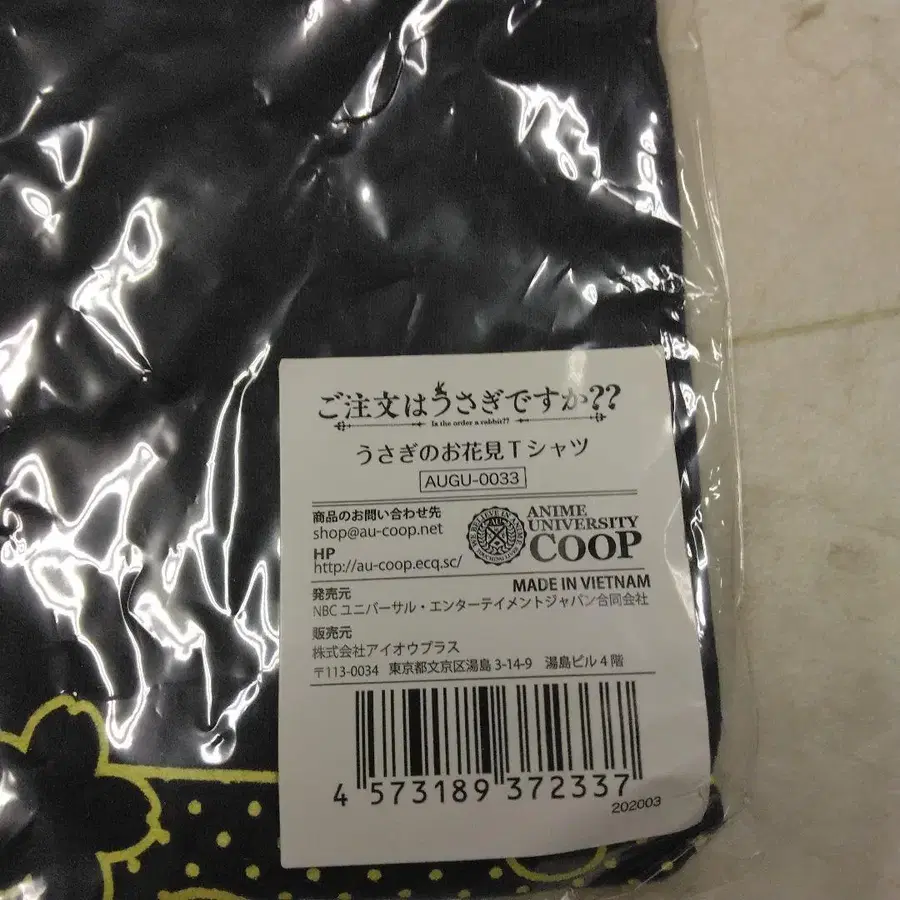 ご注文はうさぎですか??
Is the order a rabbit??
うさぎのお花見Tシャツ
AUGU-0033
商品のお問い合わせ先
shop@au-coop.net
HP
http://au-coop.ecq.sc/
WE BELIEVE IN ANIME
AU
ANIME
UNIVERSITY
COOP
MADE IN VIETNAM
発売元
NBC ユニバーサル・エンターテイメントジャパン合同会社
販売元
株式会社アイオウプラス
〒113-0034 東京都文京区湯島 3-14-9 湯島ビル 4 階
4 573189 372337
202003